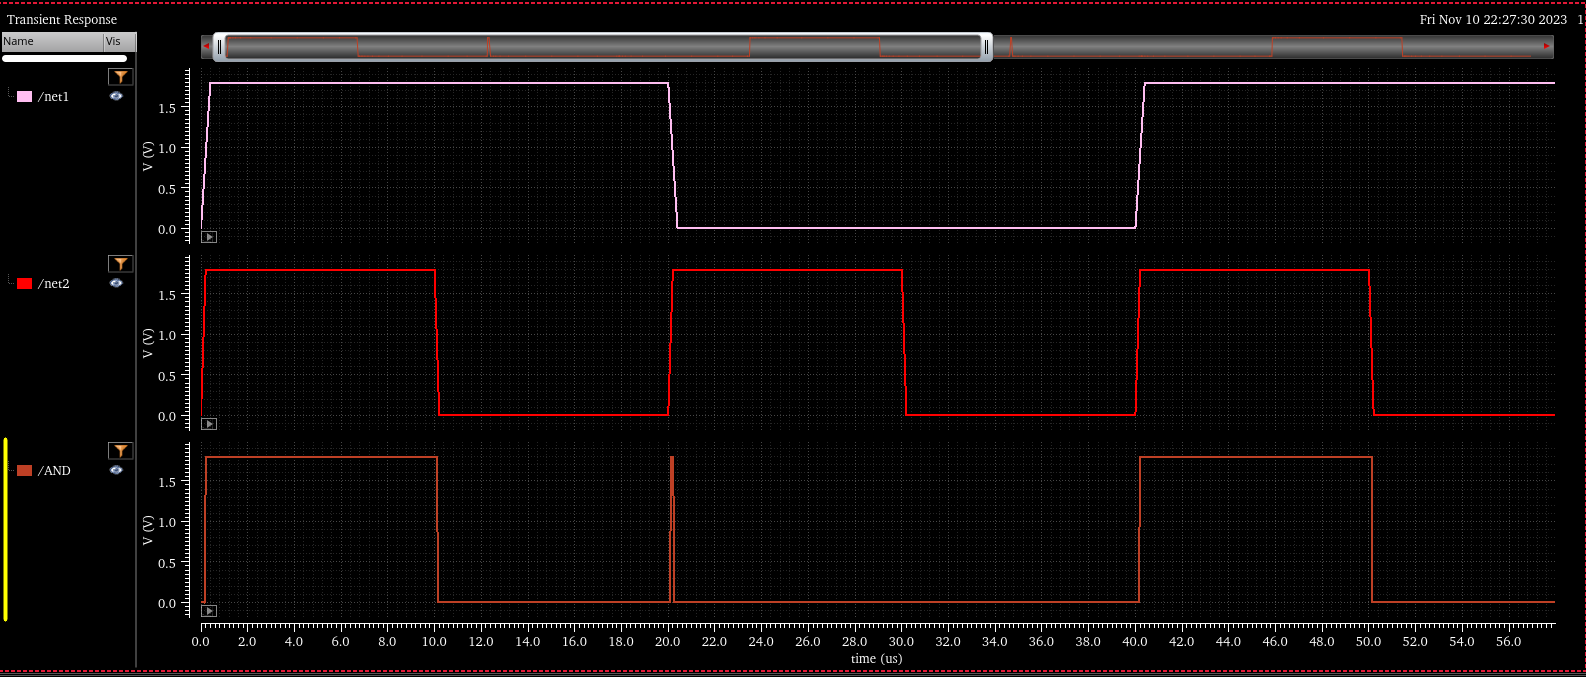 Transient Response
Fri Nov 10 22:27:30 2023 1
Name Vis
/net1
1.5
1.0
0.5
0.0
V (V)
/net2
1.5
1.0
0.5
0.0
V (V)
/AND
1.5
1.0
0.5
0.0
V (V)
0.0 2.0 4.0 6.0 8.0 10.0 12.0 14.0 16.0 18.0 20.0 22.0 24.0 26.0 28.0 30.0 32.0 34.0 36.0 38.0 40.0 42.0 44.0 46.0 48.0 50.0 52.0 54.0 56.0
time (us)